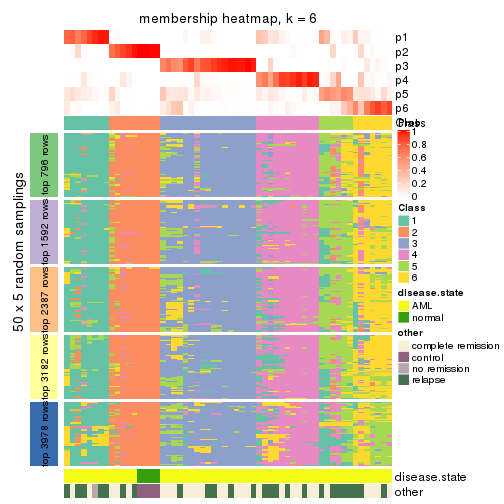 membership heatmap, k = 6
p1
p2
p3
p4
p5
p6
Class
Prob
1
0.8
0.6
0.4
0.2
0
Class
1
2
3
4
5
6
disease.state
AML
normal
other
complete remission
control
no remission
relapse
50 x 5 random samplings
top 796 rows
top 1592 rows
top 2387 rows
top 3182 rows
top 3978 rows
disease.state
other